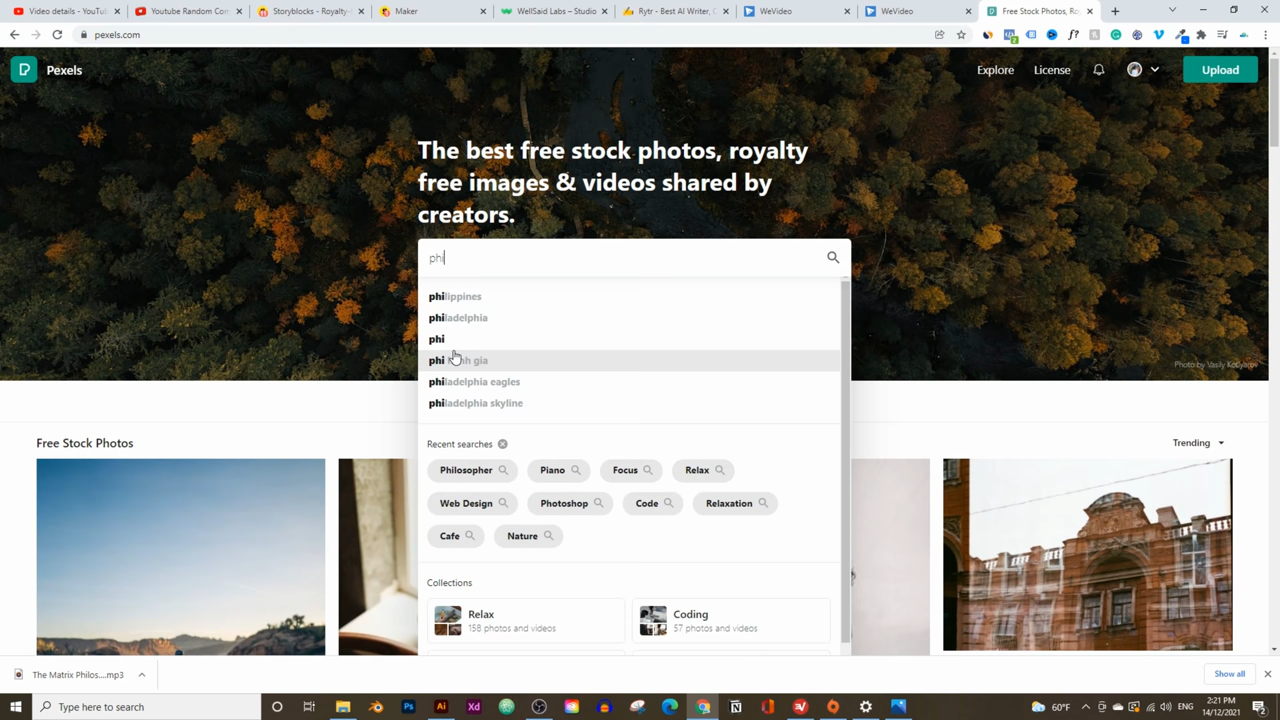 Video details - YouTu
Youtube Random Com
Storyblocks - Royalty-
Maker
WellSaid Labs – Studio
Rytr - Best AI Writer, C
WeVideo
WeVideo
Free Stock Photos, Roy
pexels.com
Pexels
Explore
License
Upload
The best free stock photos, royalty
free images & videos shared by
creators.
phi
philippines
philadelphia
phi
phi gia
philadelphia eagles
philadelphia skyline
Photo by Vasily Kotlyarov
Recent searches
Philosopher
Piano
Focus
Relax
Web Design
Photoshop
Code
Relaxation
Cafe
Nature
Collections
Relax
158 photos and videos
Coding
57 photos and videos
Free Stock Photos
Trending
The Matrix Philos....mp3
Show all
Type here to search
60°F
ENG
2:21 PM
14/12/2021
2